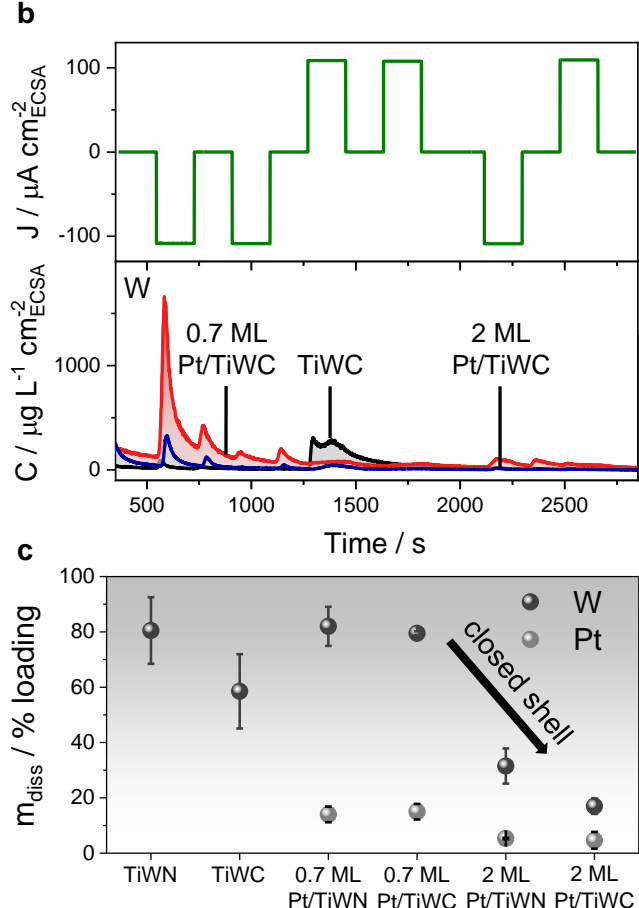 b
J / μA cm⁻²ECSA
100
0
-100
W
0.7 ML
Pt/TiWC
TiWC
2 ML
Pt/TiWC
C / μg L⁻¹ cm⁻²ECSA
1000
0
500
1000
1500
2000
2500
Time / s
c
mdiss / % loading
100
80
60
40
20
0
W
Pt
closed shell
TiWN
TiWC
0.7 ML
Pt/TiWN
0.7 ML
Pt/TiWC
2 ML
Pt/TiWN
2 ML
Pt/TiWC